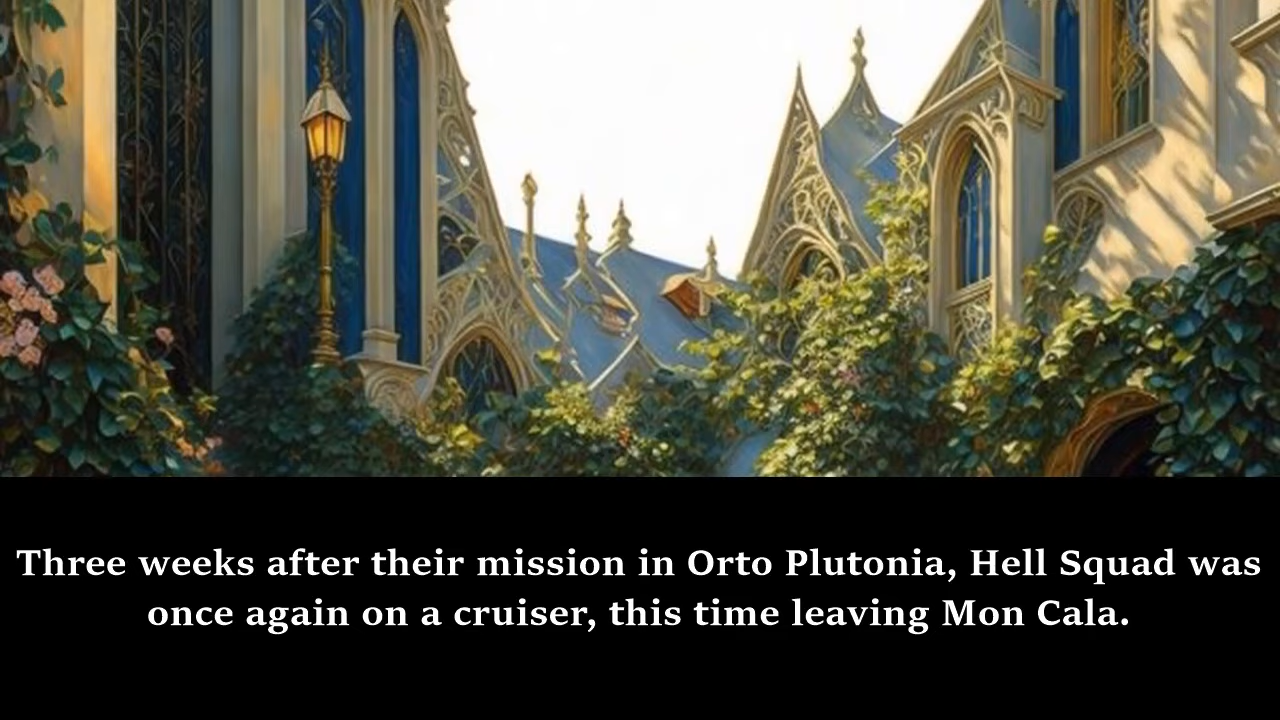 Three weeks after their mission in Orto Plutonia, Hell Squad was
once again on a cruiser, this time leaving Mon Cala.